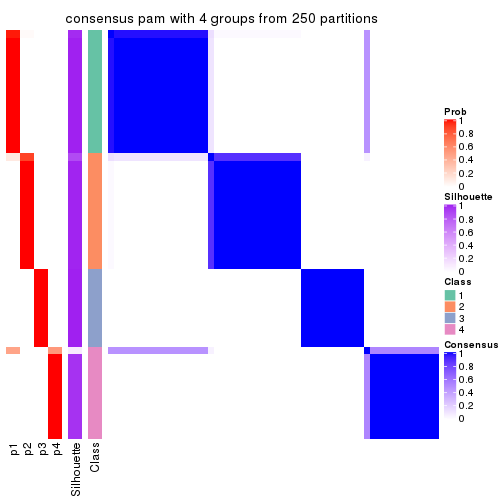 consensus pam with 4 groups from 250 partitions
Prob
1
0.8
0.6
0.4
0.2
0
Silhouette
1
0.8
0.6
0.4
0.2
0
Class
1
2
3
4
Consensus
1
0.8
0.6
0.4
0.2
0
p1
p2
p3
p4
Silhouette
Class